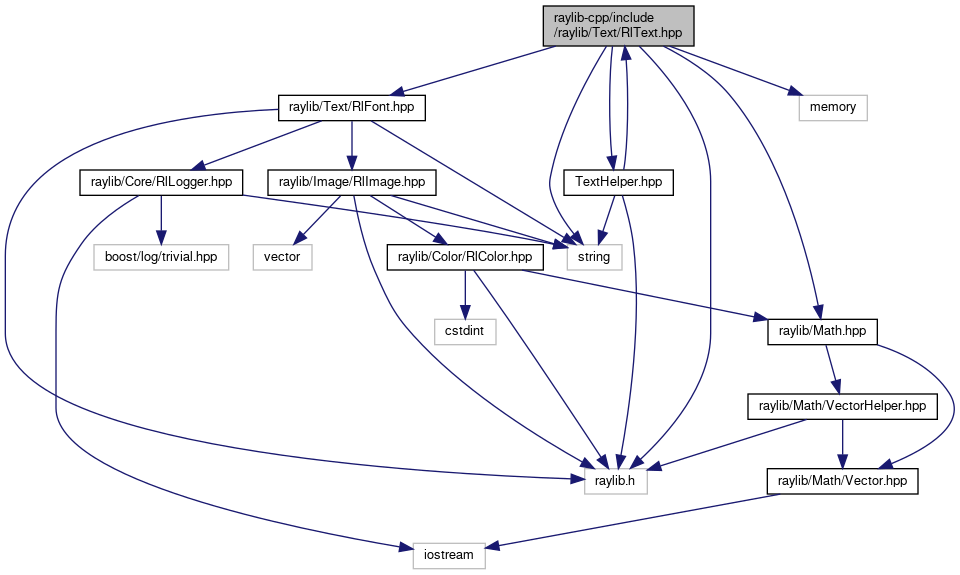 raylib-cpp/include
/raylib/Text/RlText.hpp
raylib/Text/RlFont.hpp
memory
raylib/Core/RlLogger.hpp
raylib/Image/RlImage.hpp
TextHelper.hpp
boost/log/trivial.hpp
vector
raylib/Color/RlColor.hpp
string
cstdint
raylib/Math.hpp
raylib/Math/VectorHelper.hpp
raylib.h
raylib/Math/Vector.hpp
iostream